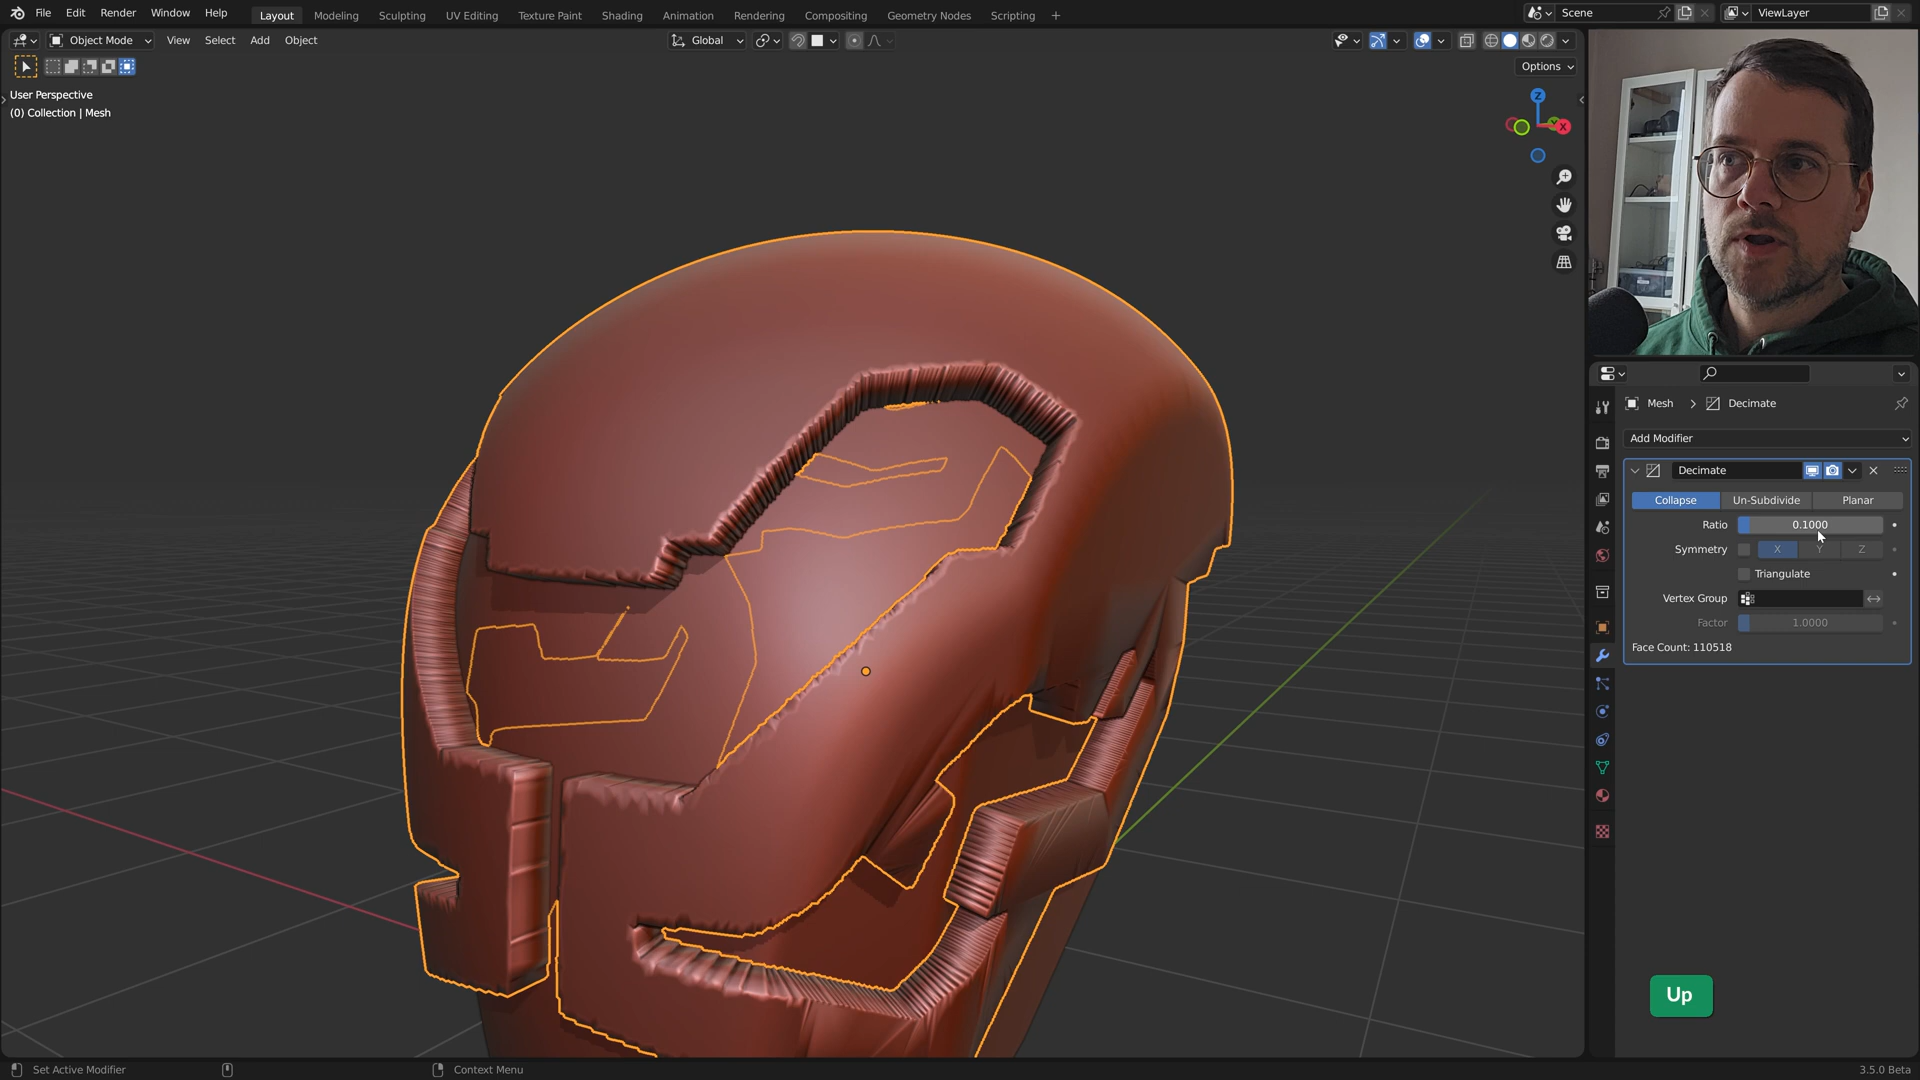 File Edit Render Window Help
Layout Modeling Sculpting UV Editing Texture Paint Shading Animation Rendering Compositing Geometry Nodes Scripting +
Scene
ViewLayer
Object Mode View Select Add Object
Global
Options
User Perspective
(0) Collection | Mesh
Z
Y
X
Mesh > Decimate
Add Modifier
Decimate
Collapse Un-Subdivide Planar
Ratio 0.1000
Symmetry X Y Z
Triangulate
Vertex Group
Factor 1.0000
Face Count: 110518
Up
Set Active Modifier
Context Menu
3.5.0 Beta